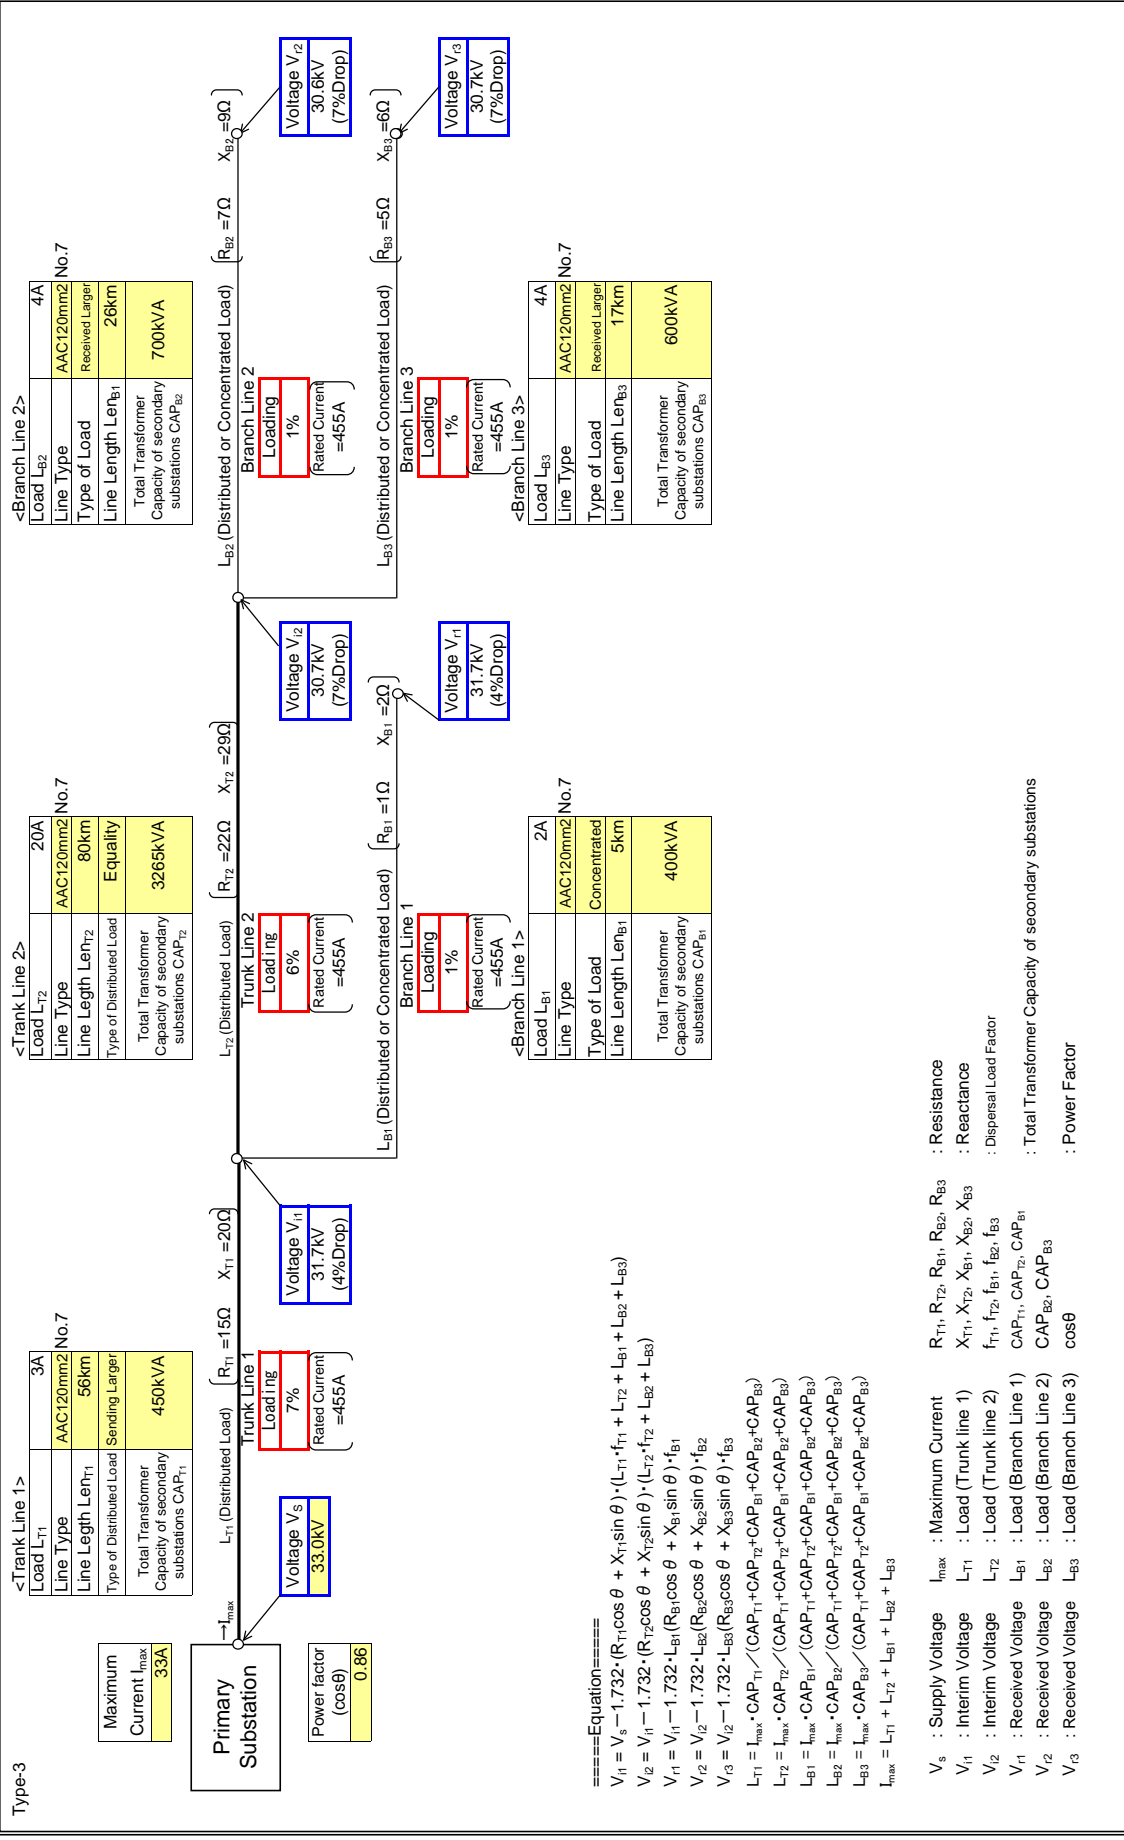 Type-3
Maximum
Current Imax
33A
Primary
Substation
Power factor
(cosθ)
0.86
→Imax
Voltage VS
33.0kV
<Trank Line 1>
Load LT1 3A
Line Type AAC120mm2 No.7
Line Legth LenT1 56km
Type of Distributed Load Sending Larger
Total Transformer
Capacity of secondary
substations CAPT1
450kVA
LT1 (Distributed Load)
RT1 =15Ω XT1 =20Ω
Trunk Line 1
Loading
7%
Rated Current
=455A
Voltage Vi1
31.7kV
(4%Drop)
<Trank Line 2>
Load LT2 20A
Line Type AAC120mm2 No.7
Line Legth LenT2 80km
Type of Distributed Load Equality
Total Transformer
Capacity of secondary
substations CAPT2
3265kVA
LT2 (Distributed Load)
RT2 =22Ω XT2 =29Ω
Trunk Line 2
Loading
6%
Rated Current
=455A
Voltage Vi2
30.7kV
(7%Drop)
LB1 (Distributed or Concentrated Load)
RB1 =1Ω XB1 =2Ω
Branch Line 1
Loading
1%
Rated Current
=455A
Voltage Vr1
31.7kV
(4%Drop)
<Branch Line 1>
Load LB1 2A
Line Type AAC120mm2 No.7
Type of Load Concentrated
Line Length LenB1 5km
Total Transformer
Capacity of secondary
substations CAPB1
400kVA
<Branch Line 2>
Load LB2 4A
Line Type AAC120mm2 No.7
Type of Load Received Larger
Line Length LenB1 26km
Total Transformer
Capacity of secondary
substations CAPB2
700kVA
LB2 (Distributed or Concentrated Load)
RB2 =7Ω XB2 =9Ω
Branch Line 2
Loading
1%
Rated Current
=455A
Voltage Vr2
30.6kV
(7%Drop)
LB3 (Distributed or Concentrated Load)
RB3 =5Ω XB3 =6Ω
Branch Line 3
Loading
1%
Rated Current
=455A
Voltage Vr3
30.7kV
(7%Drop)
<Branch Line 3>
Load LB3 4A
Line Type AAC120mm2 No.7
Type of Load Received Larger
Line Length LenB3 17km
Total Transformer
Capacity of secondary
substations CAPB3
600kVA
=====Equation=====
Vi1 = Vs−1.732･(RT1cos θ + XT1sin θ)･(LT1･fT1 + LT2 + LB1 + LB2 + LB3)
Vi2 = Vi1−1.732･(RT2cos θ + XT2sin θ)･(LT2･fT2 + LB2 + LB3)
Vr1 = Vi1−1.732･LB1(RB1cos θ + XB1sin θ)･fB1
Vr2 = Vi2−1.732･LB2(RB2cos θ + XB2sin θ)･fB2
Vr3 = Vi2−1.732･LB3(RB3cos θ + XB3sin θ)･fB3
LT1 = Imax･CAPT1／(CAPT1+CAPT2+CAPB1+CAPB2+CAPB3)
LT2 = Imax･CAPT2／(CAPT1+CAPT2+CAPB1+CAPB2+CAPB3)
LB1 = Imax･CAPB1／(CAPT1+CAPT2+CAPB1+CAPB2+CAPB3)
LB2 = Imax･CAPB2／(CAPT1+CAPT2+CAPB1+CAPB2+CAPB3)
LB3 = Imax･CAPB3／(CAPT1+CAPT2+CAPB1+CAPB2+CAPB3)
Imax = LT1 + LT2 + LB1 + LB2 + LB3
Vs : Supply Voltage Imax : Maximum Current RT1, RT2, RB1, RB2, RB3 : Resistance
Vi1 : Interim Voltage LT1 : Load (Trunk line 1) XT1, XT2, XB1, XB2, XB3 : Reactance
Vi2 : Interim Voltage LT2 : Load (Trunk line 2) fT1, fT2, fB1, fB2, fB3 : Dispersal Load Factor
Vr1 : Received Voltage LB1 : Load (Branch Line 1) CAPT1, CAPT2, CAPB1 : Total Transformer Capacity of secondary substations
Vr2 : Received Voltage LB2 : Load (Branch Line 2) CAPB2, CAPB3
Vr3 : Received Voltage LB3 : Load (Branch Line 3) cosθ : Power Factor